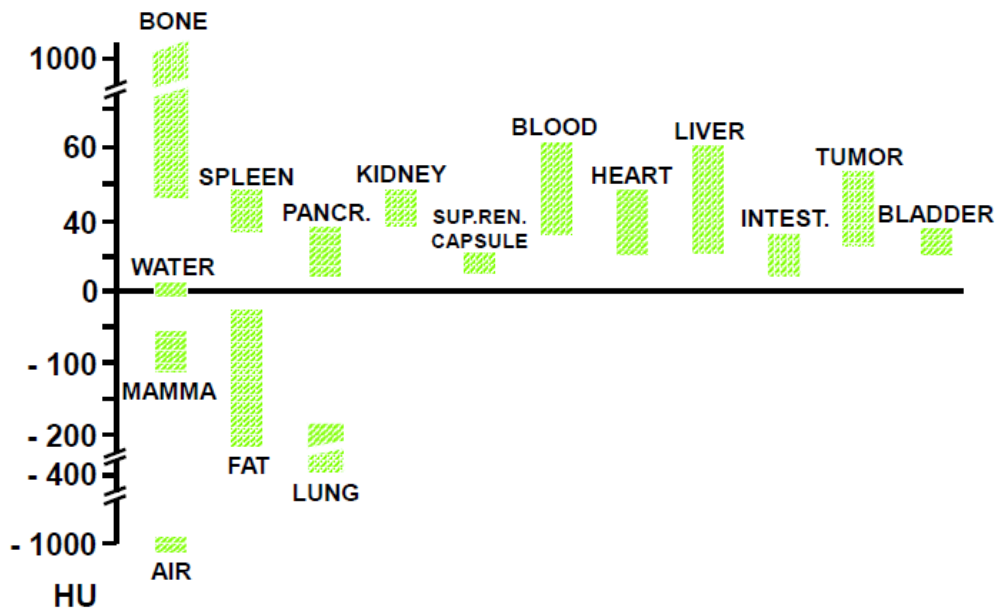 BONE
1000
60
BLOOD
LIVER
TUMOR
SPLEEN
KIDNEY
HEART
40
PANCR.
SUP.REN.
CAPSULE
INTEST.
BLADDER
WATER
0
- 100
MAMMA
- 200
FAT
- 400
LUNG
- 1000
AIR
HU